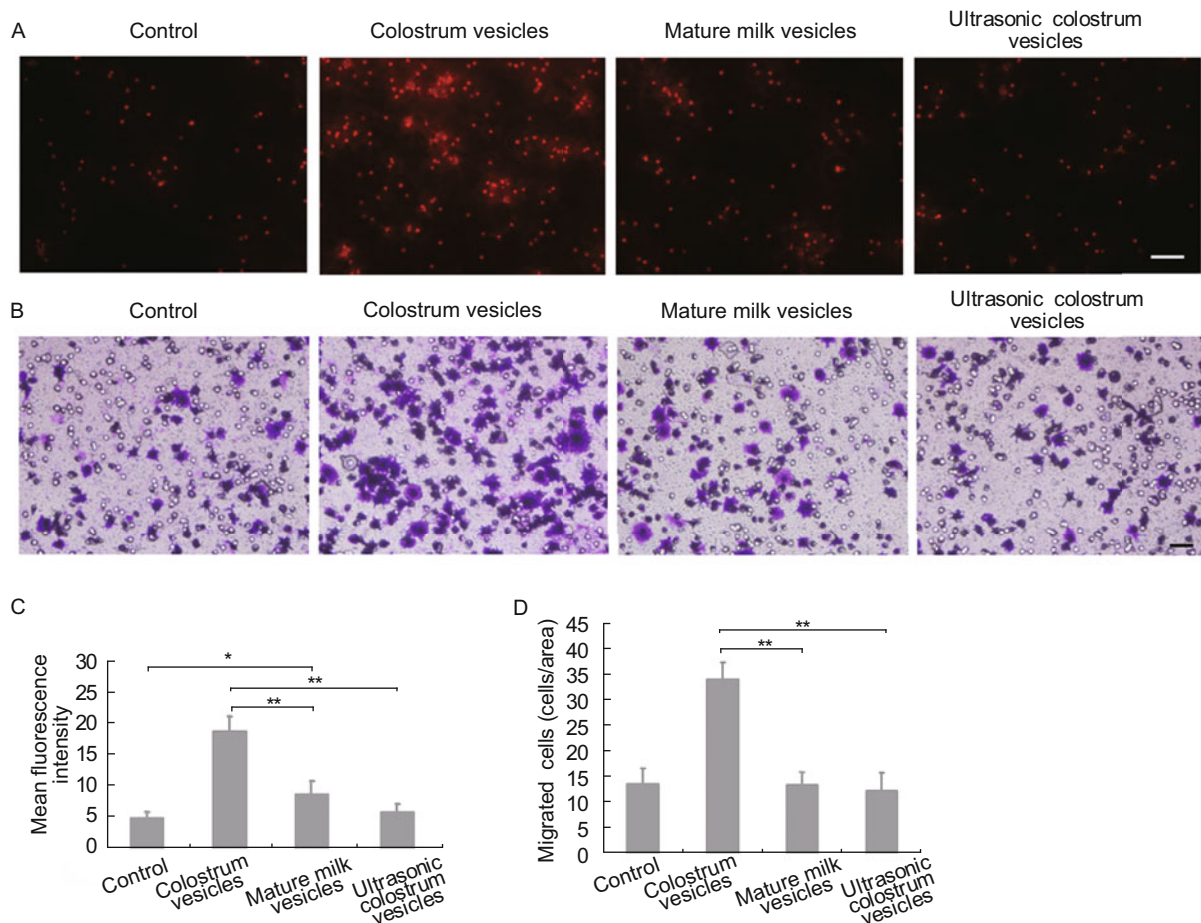 A
Control
Colostrum vesicles
Mature milk vesicles
Ultrasonic colostrum
vesicles
B
Control
Colostrum vesicles
Mature milk vesicles
Ultrasonic colostrum
vesicles
C
Mean fluorescence
intensity
30
25
20
15
10
5
0
*
**
**
Control
Colostrum
vesicles
Mature milk
vesicles
Ultrasonic
colostrum
vesicles
D
Migrated cells (cells/area)
45
40
35
30
25
20
15
10
5
0
**
**
Control
Colostrum
vesicles
Mature milk
vesicles
Ultrasonic
colostrum
vesicles